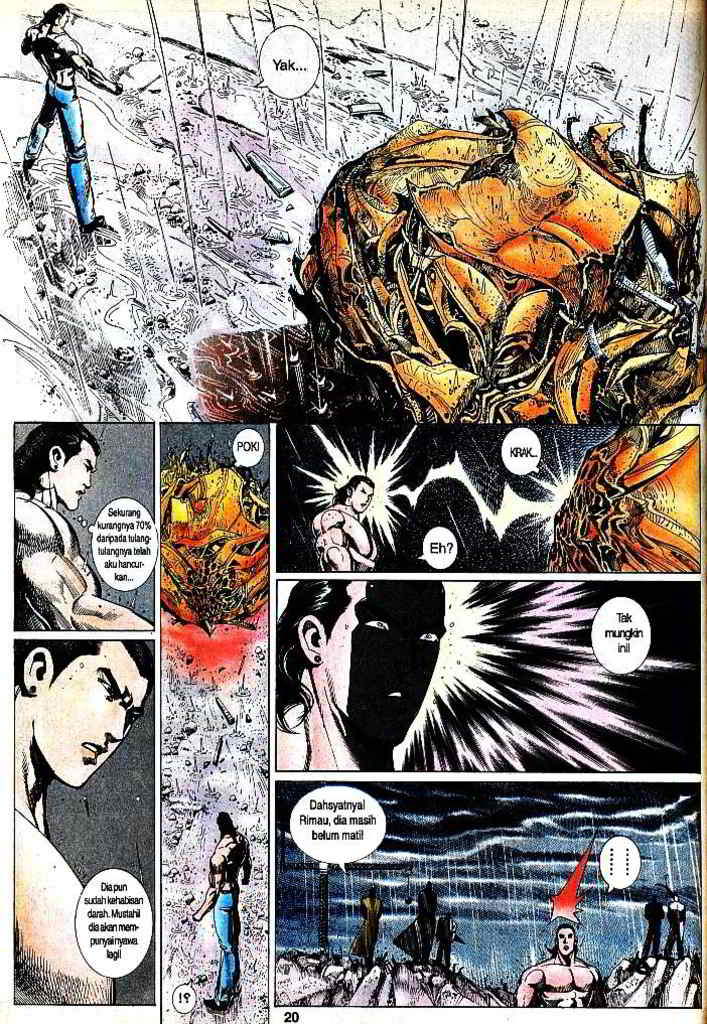 Yak...
Sekurang
kurangnya 70%
daripada tulang-
tulangnya telah
aku hancur-
kan...
POK!
KRAK...
Eh?
Tak
mungkin
ini!
Dia pun
sudah kehabisan
darah. Mustahil
dia akan mem-
punyai nyawa
lagi!
!?
Dahsyatnya!
Rimau, dia masih
belum mati!
20